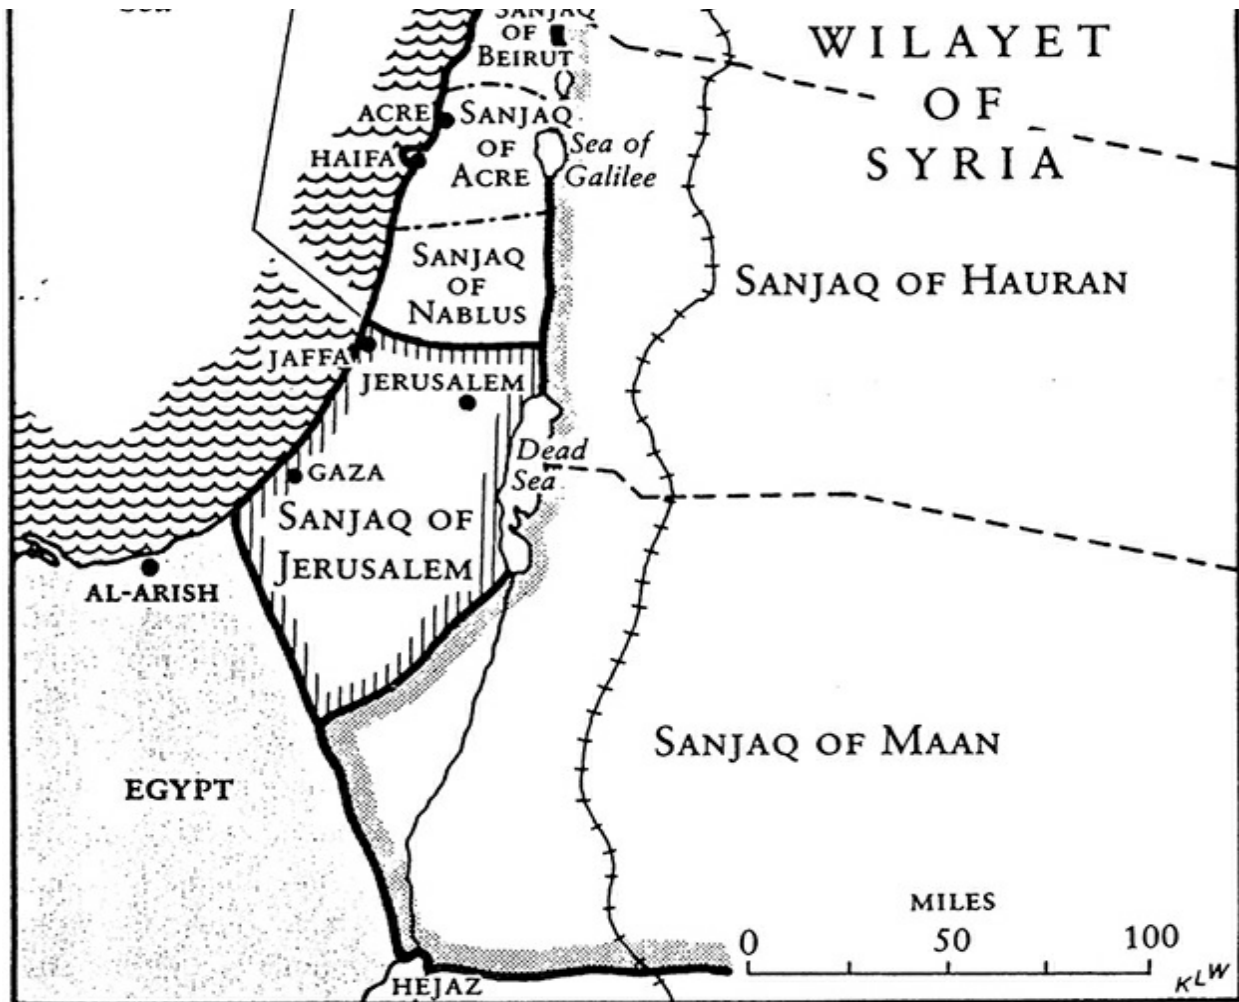 Sea
SANJAQ
OF
BEIRUT
WILAYET
OF
SYRIA
ACRE
SANJAQ
OF
ACRE
HAIFA
Sea of
Galilee
SANJAQ
OF
NABLUS
SANJAQ OF HAURAN
JAFFA
JERUSALEM
Dead
Sea
GAZA
SANJAQ OF
JERUSALEM
AL-ARISH
SANJAQ OF MAAN
EGYPT
MILES
0 50 100
HEJAZ
KLW